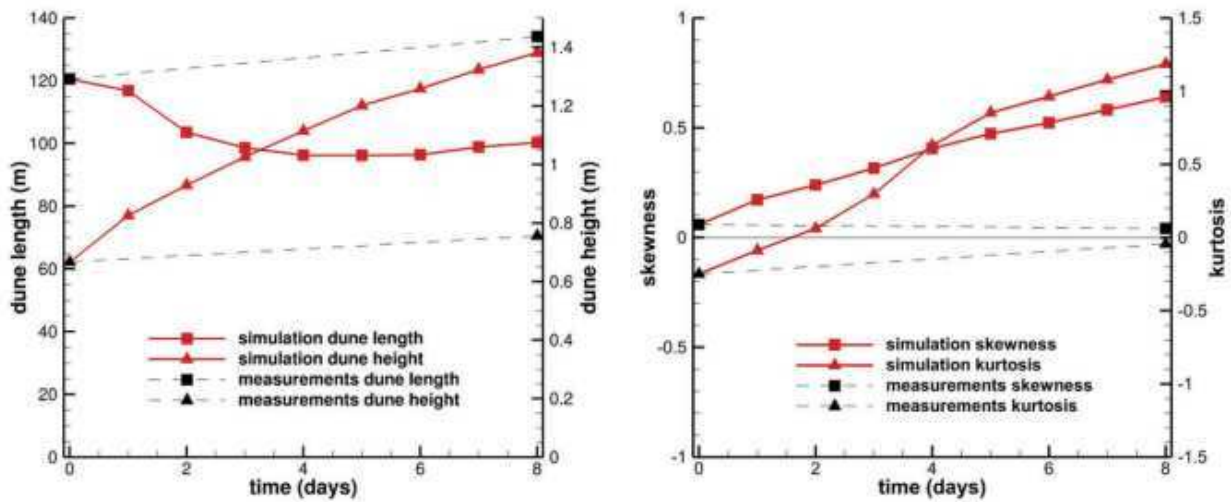 140
120
100
80
60
40
20
0
dune length (m)
1.4
1.2
1
0.8
0.6
0.4
0.2
0
dune height (m)
simulation dune length
simulation dune height
measurements dune length
measurements dune height
0 2 4 6 8
time (days)
1
0.5
0
-0.5
-1
skewness
1.5
1
0.5
0
-0.5
-1
-1.5
kurtosis
simulation skewness
simulation kurtosis
measurements skewness
measurements kurtosis
0 2 4 6 8
time (days)